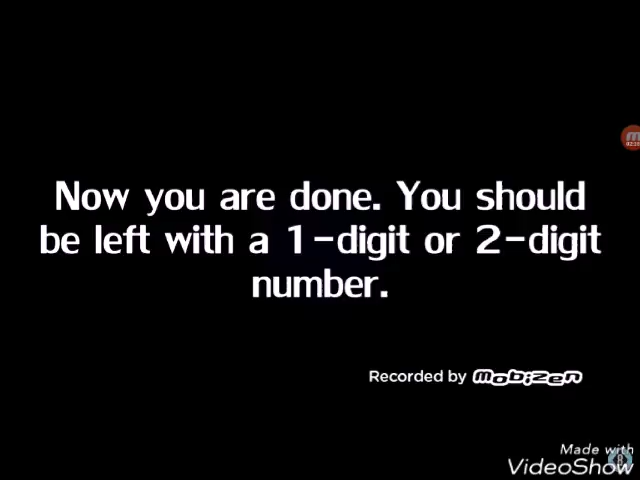 Now you are done. You should
be left with a 1-digit or 2-digit
number.
Recorded by mobizen
Made with
VideoShow